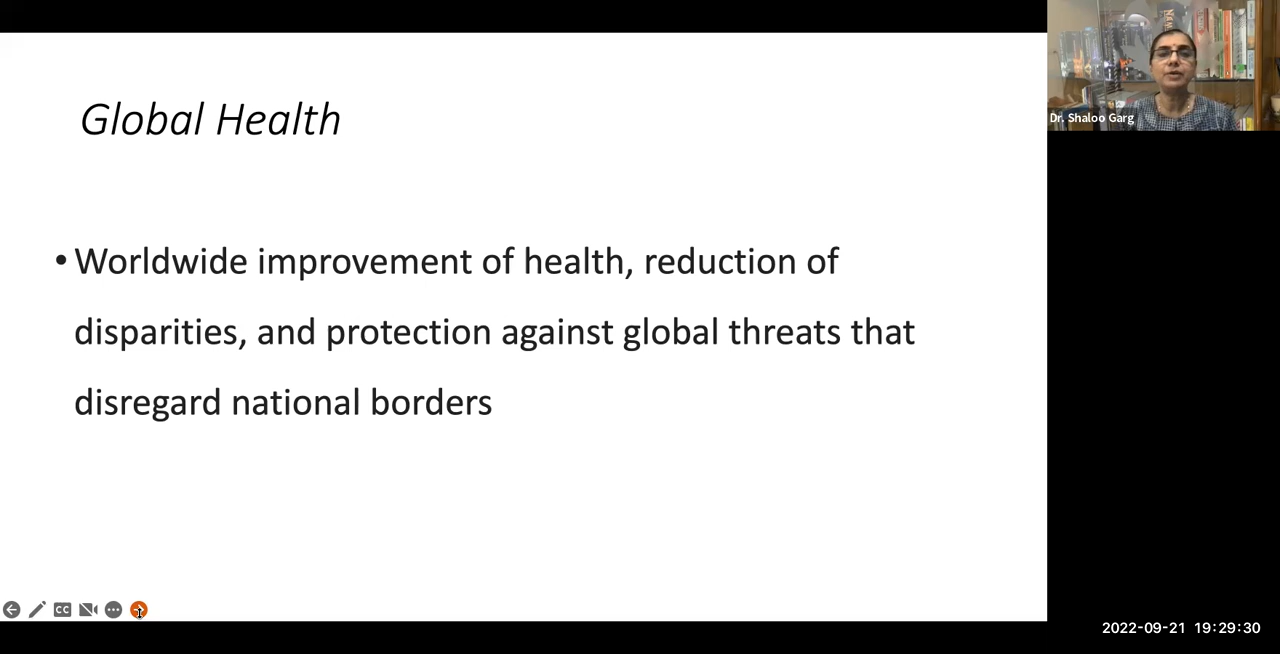 Global Health
• Worldwide improvement of health, reduction of
disparities, and protection against global threats that
disregard national borders
Dr. Shaloo Garg
CC
2022-09-21 19:29:30